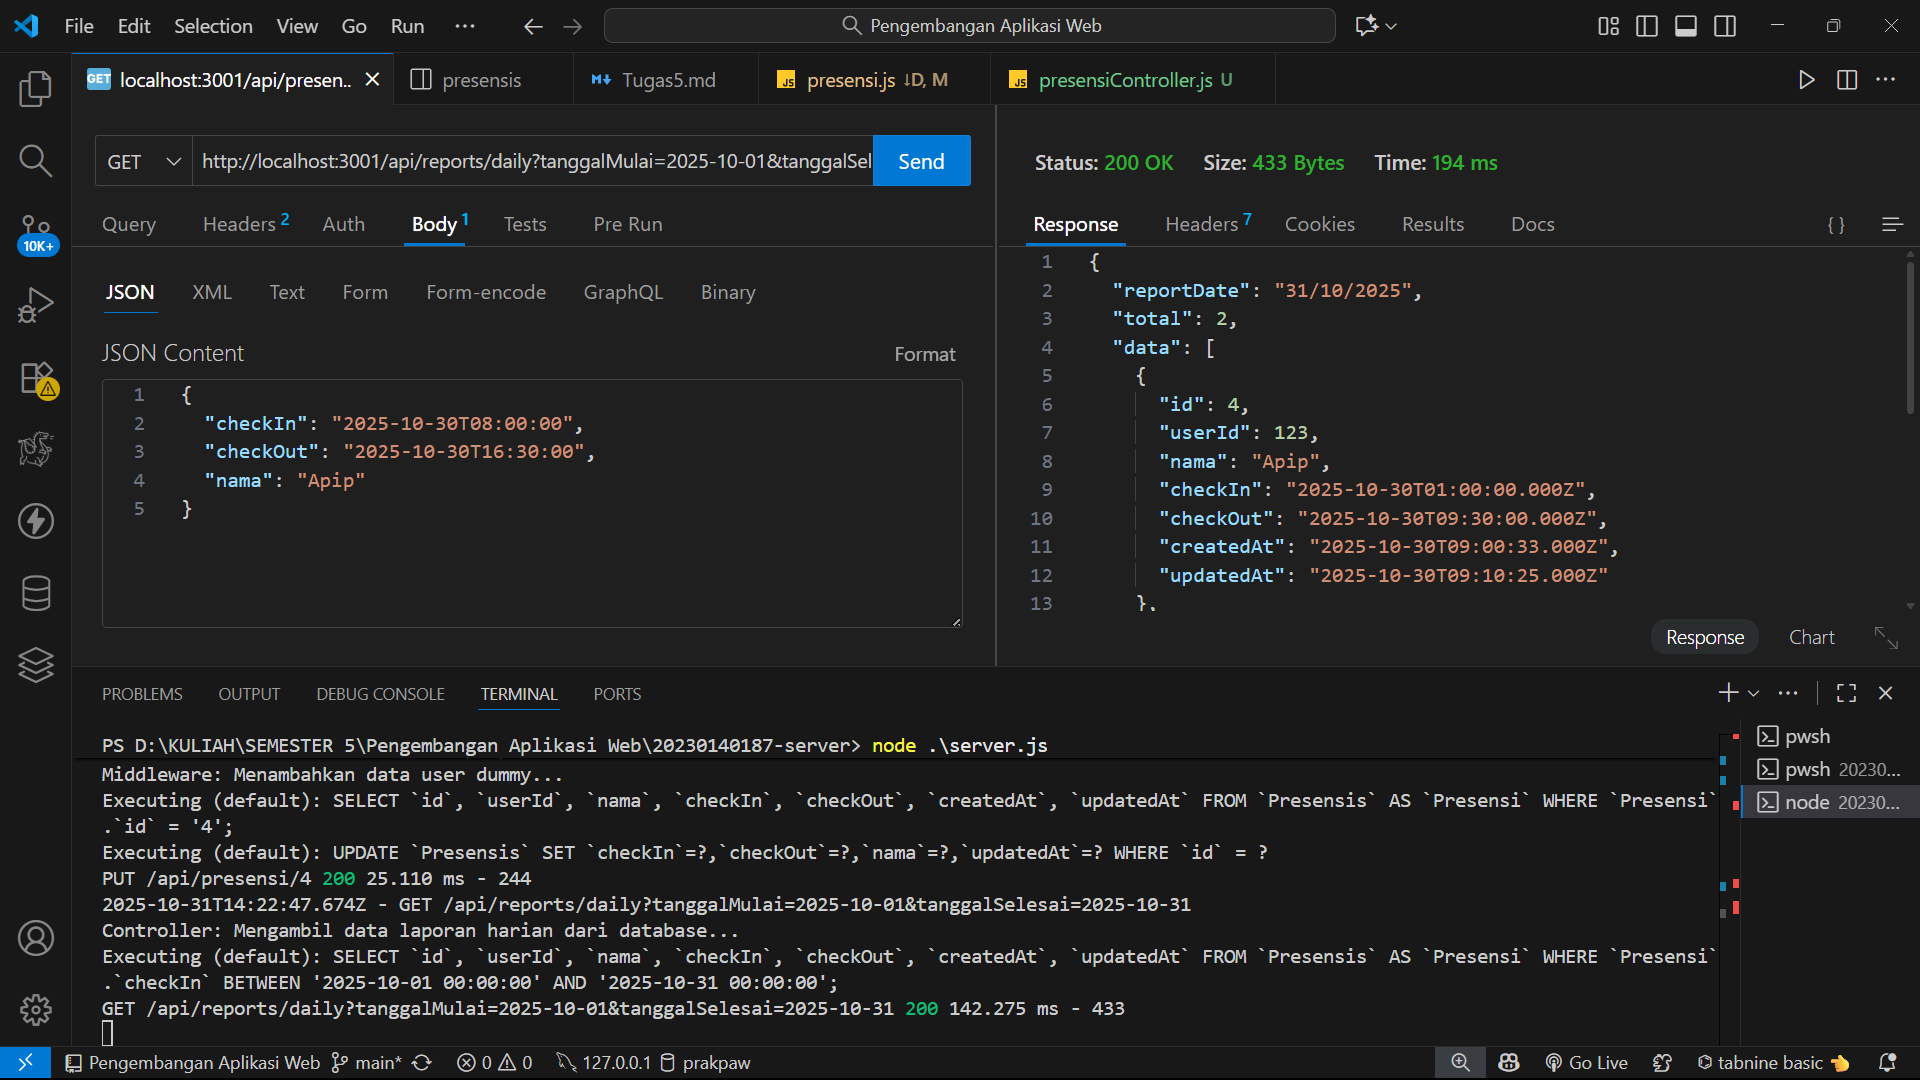 File Edit Selection View Go Run ··· Pengembangan Aplikasi Web
GET localhost:3001/api/presen.. presensis Tugas5.md JS presensi.js ↓D, M JS presensiController.js U
GET http://localhost:3001/api/reports/daily?tanggalMulai=2025-10-01&tanggalSel Send
Query Headers 2 Auth Body 1 Tests Pre Run
JSON XML Text Form Form-encode GraphQL Binary
JSON Content Format
1 {
2 "checkIn": "2025-10-30T08:00:00",
3 "checkOut": "2025-10-30T16:30:00",
4 "nama": "Apip"
5 }
Status: 200 OK Size: 433 Bytes Time: 194 ms
Response Headers 7 Cookies Results Docs { }
1 {
2 "reportDate": "31/10/2025",
3 "total": 2,
4 "data": [
5 {
6 "id": 4,
7 "userId": 123,
8 "nama": "Apip",
9 "checkIn": "2025-10-30T01:00:00.000Z",
10 "checkOut": "2025-10-30T09:30:00.000Z",
11 "createdAt": "2025-10-30T09:00:33.000Z",
12 "updatedAt": "2025-10-30T09:10:25.000Z"
13 },
Response Chart
10K+
PROBLEMS OUTPUT DEBUG CONSOLE TERMINAL PORTS
PS D:\KULIAH\SEMESTER 5\Pengembangan Aplikasi Web\20230140187-server> node .\server.js
Middleware: Menambahkan data user dummy...
Executing (default): SELECT `id`, `userId`, `nama`, `checkIn`, `checkOut`, `createdAt`, `updatedAt` FROM `Presensis` AS `Presensi` WHERE `Presensi`
.`id` = '4';
Executing (default): UPDATE `Presensis` SET `checkIn`=?,`checkOut`=?,`nama`=?,`updatedAt`=? WHERE `id` = ?
PUT /api/presensi/4 200 25.110 ms - 244
2025-10-31T14:22:47.674Z - GET /api/reports/daily?tanggalMulai=2025-10-01&tanggalSelesai=2025-10-31
Controller: Mengambil data laporan harian dari database...
Executing (default): SELECT `id`, `userId`, `nama`, `checkIn`, `checkOut`, `createdAt`, `updatedAt` FROM `Presensis` AS `Presensi` WHERE `Presensi`
.`checkIn` BETWEEN '2025-10-01 00:00:00' AND '2025-10-31 00:00:00';
GET /api/reports/daily?tanggalMulai=2025-10-01&tanggalSelesai=2025-10-31 200 142.275 ms - 433
pwsh
pwsh 20230...
node 20230...
Pengembangan Aplikasi Web main* 0 0 127.0.0.1 prakpaw Go Live tabnine basic